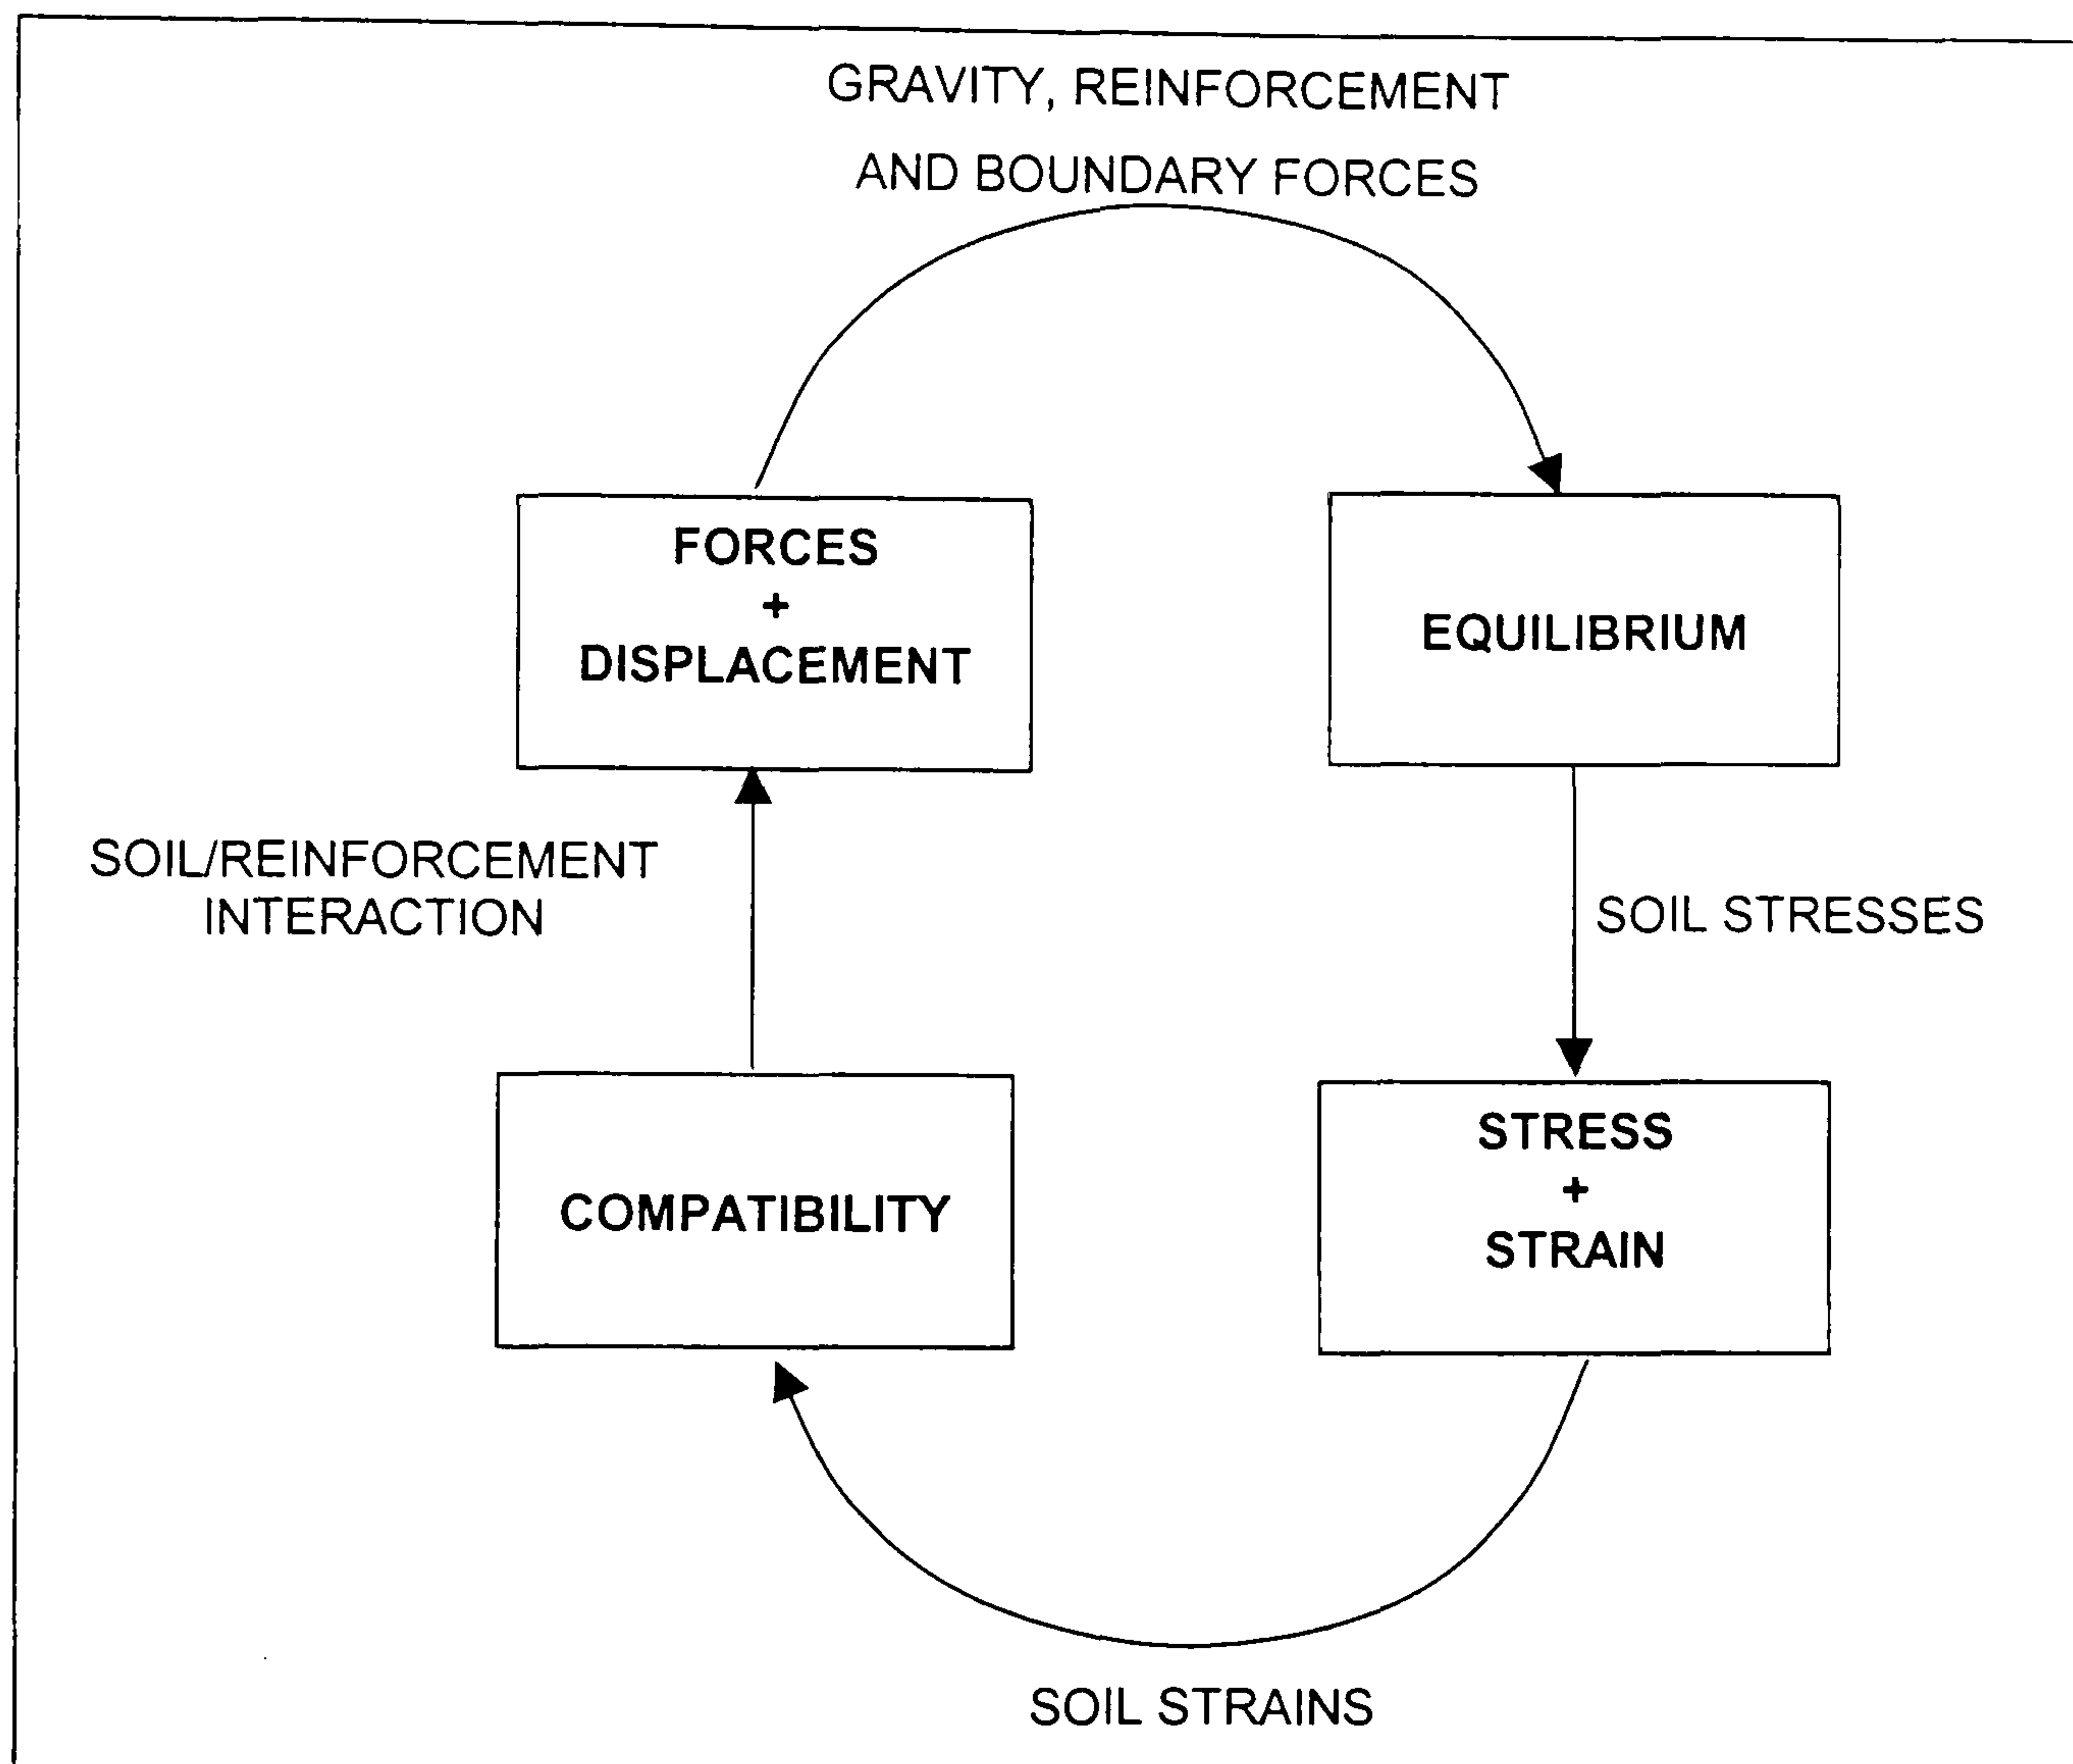 GRAVITY, REINFORCEMENT
AND BOUNDARY FORCES
FORCES
+
DISPLACEMENT
EQUILIBRIUM
SOIL/REINFORCEMENT
INTERACTION
SOIL STRESSES
COMPATIBILITY
STRESS
+
STRAIN
SOIL STRAINS